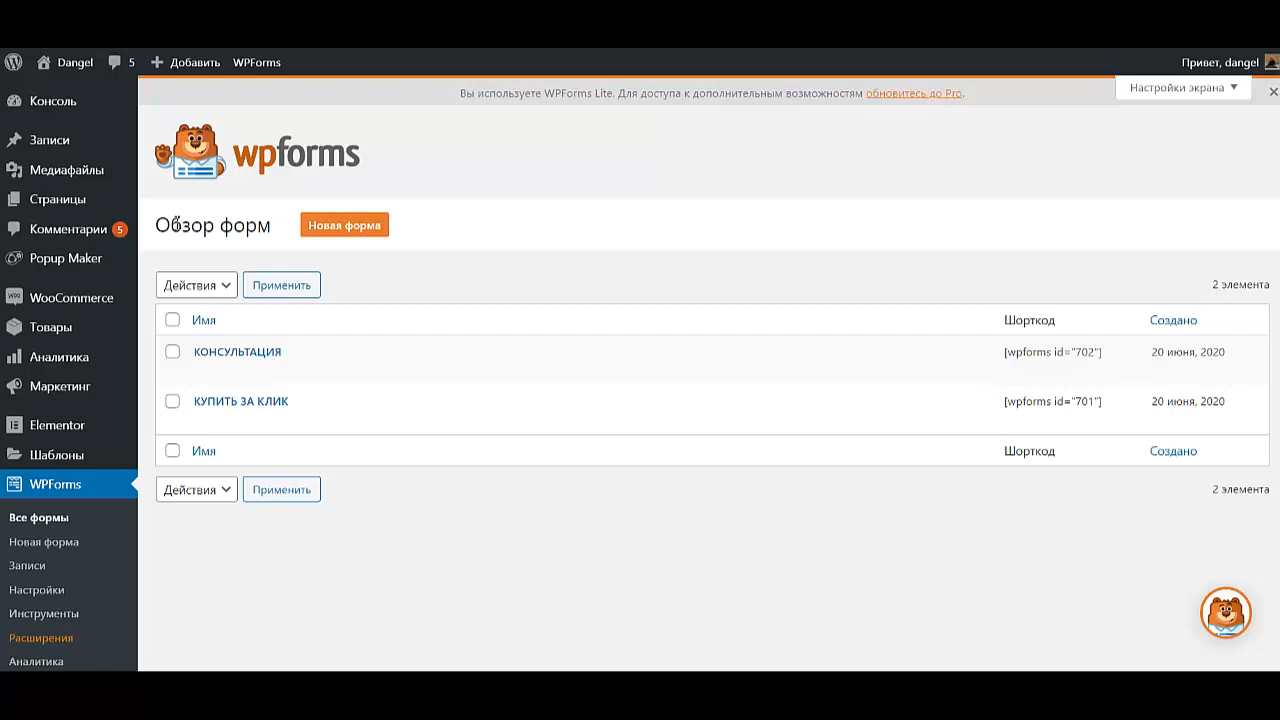 Dangel
5
Добавить
WPForms
Привет, dangel
Вы используете WPForms Lite. Для доступа к дополнительным возможностям обновитесь до Pro.
Настройки экрана ▼
wpforms
Обзор форм
Новая форма
Консоль
Записи
Медиафайлы
Страницы
Комментарии 5
Popup Maker
WooCommerce
Товары
Аналитика
Маркетинг
Elementor
Шаблоны
WPForms
Все формы
Новая форма
Записи
Настройки
Инструменты
Расширения
Аналитика
Действия
Применить
2 элемента
Имя
Шорткод
Создано
КОНСУЛЬТАЦИЯ
[wpforms id="702"]
20 июня, 2020
КУПИТЬ ЗА КЛИК
[wpforms id="701"]
20 июня, 2020
Имя
Шорткод
Создано
Действия
Применить
2 элемента